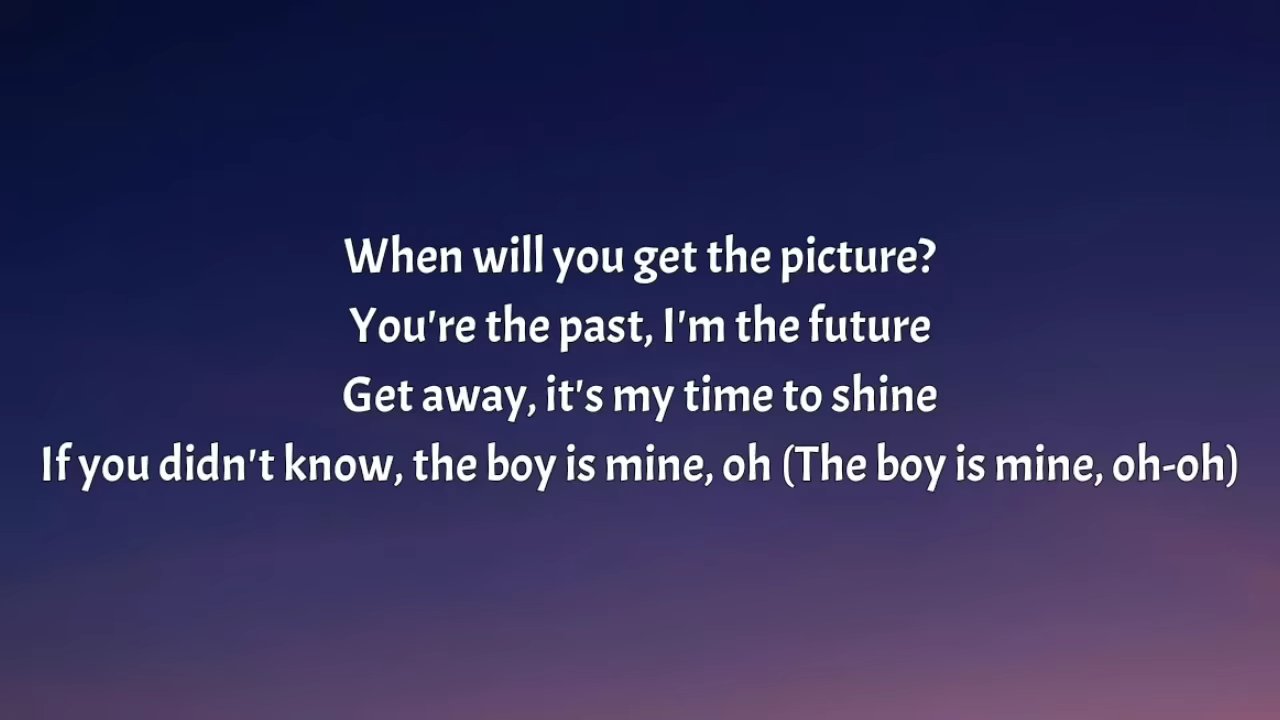 When will you get the picture?
You're the past, I'm the future
Get away, it's my time to shine
If you didn't know, the boy is mine, oh (The boy is mine, oh-oh)